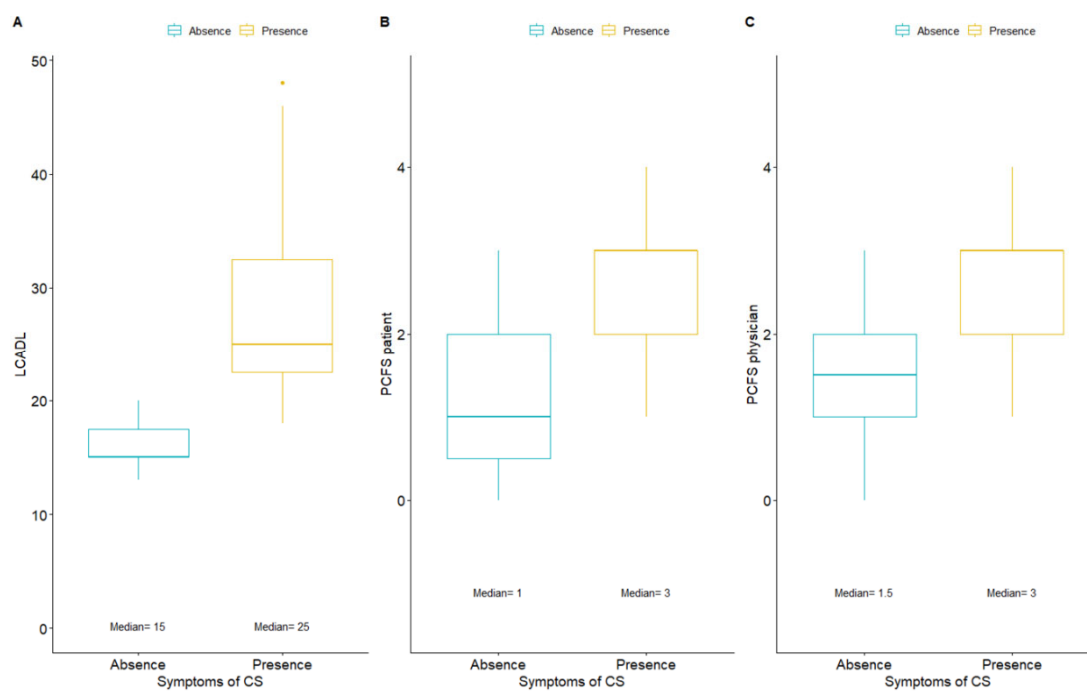 A
Absence Presence
50
40
30
20
10
0
LCADL
Median= 15 Median= 25
Absence Presence
Symptoms of CS
B
Absence Presence
4
2
0
PCFS patient
Median= 1 Median= 3
Absence Presence
Symptoms of CS
C
Absence Presence
4
2
0
PCFS physician
Median= 1.5 Median= 3
Absence Presence
Symptoms of CS